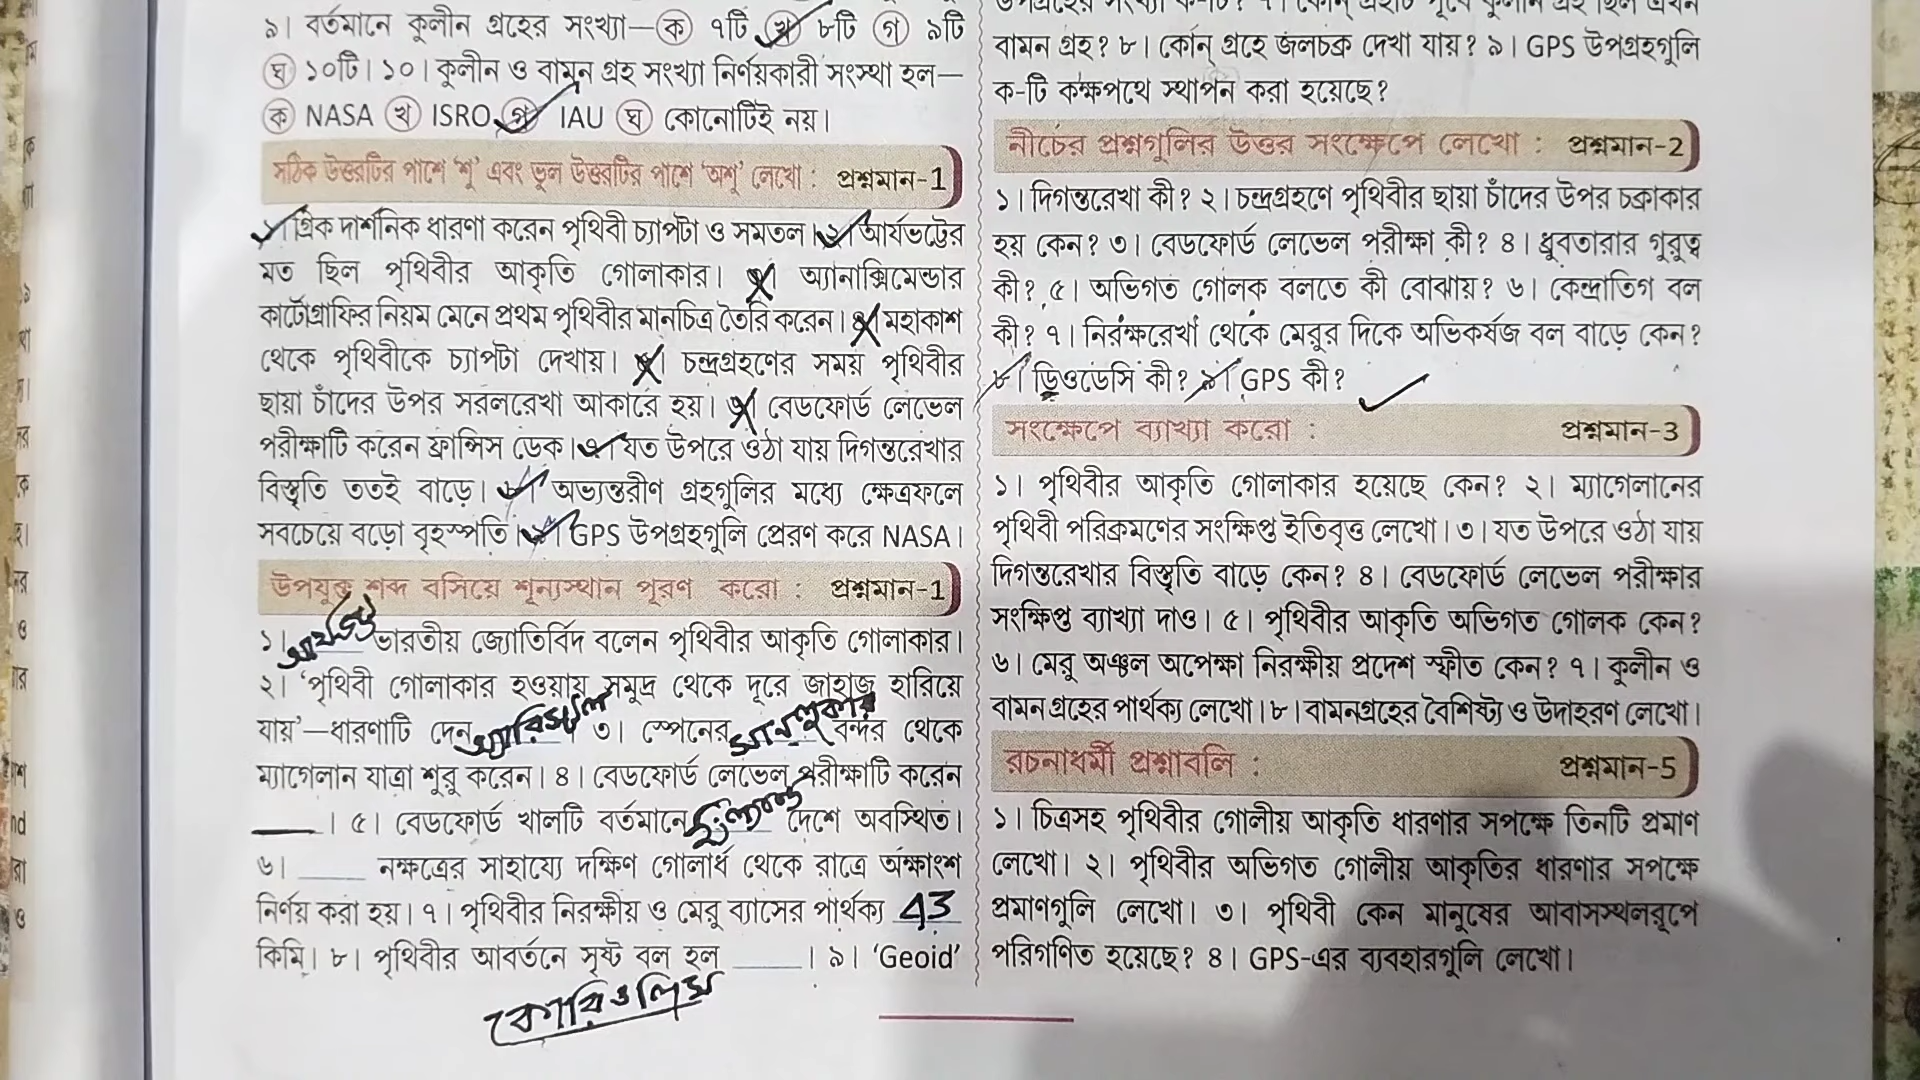 ৯। বর্তমানে কুলীন গ্রহের সংখ্যা—ক ৭টি খ ৮টি গ ৯টি
ঘ ১০টি। ১০। কুলীন ও বামন গ্রহ সংখ্যা নির্ণয়কারী সংস্থা হল—
ক NASA খ ISRO গ IAU ঘ কোনোটিই নয়।
সঠিক উত্তরটির পাশে ‘শু’ এবং ভুল উত্তরটির পাশে ‘অশু’ লেখো : প্রশ্নমান-1
১। গ্রিক দার্শনিক ধারণা করেন পৃথিবী চ্যাপটা ও সমতল। ২। আর্যভট্টের
মত ছিল পৃথিবীর আকৃতি গোলাকার। ৩। অ্যানাক্সিমেন্ডার
কার্টোগ্রাফির নিয়ম মেনে প্রথম পৃথিবীর মানচিত্র তৈরি করেন। ৪। মহাকাশ
থেকে পৃথিবীকে চ্যাপটা দেখায়। ৫। চন্দ্রগ্রহণের সময় পৃথিবীর
ছায়া চাঁদের উপর সরলরেখা আকারে হয়। ৬। বেডফোর্ড লেভেল
পরীক্ষাটি করেন ফ্রান্সিস ডেক। ৭। যত উপরে ওঠা যায় দিগন্তরেখার
বিস্তৃতি ততই বাড়ে। ৮। অভ্যন্তরীণ গ্রহগুলির মধ্যে ক্ষেত্রফলে
সবচেয়ে বড়ো বৃহস্পতি। ৯। GPS উপগ্রহগুলি প্রেরণ করে NASA।
উপযুক্ত শব্দ বসিয়ে শূন্যস্থান পূরণ করো : প্রশ্নমান-1
১। আর্যভট্ট ভারতীয় জ্যোতির্বিদ বলেন পৃথিবীর আকৃতি গোলাকার।
২। ‘পৃথিবী গোলাকার হওয়ায় সমুদ্র থেকে দূরে জাহাজ হারিয়ে
যায়’—ধারণাটি দেন । ৩। স্পেনের সানলুকার বন্দর থেকে
ম্যাগেলান যাত্রা শুরু করেন। ৪। বেডফোর্ড লেভেল পরীক্ষাটি করেন
____। ৫। বেডফোর্ড খালটি বর্তমানে ইংল্যান্ড দেশে অবস্থিত।
৬। ____ নক্ষত্রের সাহায্যে দক্ষিণ গোলার্ধ থেকে রাত্রে অক্ষাংশ
নির্ণয় করা হয়। ৭। পৃথিবীর নিরক্ষীয় ও মেরু ব্যাসের পার্থক্য 43
কিমি। ৮। পৃথিবীর আবর্তনে সৃষ্ট বল হল ____। ৯। ‘Geoid’
কোরিওলিস
বামন গ্রহ? ৮। কোন্ গ্রহে জলচক্র দেখা যায়? ৯। GPS উপগ্রহগুলি
ক-টি কক্ষপথে স্থাপন করা হয়েছে?
নীচের প্রশ্নগুলির উত্তর সংক্ষেপে লেখো : প্রশ্নমান-2
১। দিগন্তরেখা কী? ২। চন্দ্রগ্রহণে পৃথিবীর ছায়া চাঁদের উপর চক্রাকার
হয় কেন? ৩। বেডফোর্ড লেভেল পরীক্ষা কী? ৪। ধ্রুবতারার গুরুত্ব
কী? ৫। অভিগত গোলক বলতে কী বোঝায়? ৬। কেন্দ্রাতিগ বল
কী? ৭। নিরক্ষরেখা থেকে মেরুর দিকে অভিকর্ষজ বল বাড়ে কেন?
৮। জিওডেসি কী? ৯। GPS কী?
সংক্ষেপে ব্যাখ্যা করো : প্রশ্নমান-3
১। পৃথিবীর আকৃতি গোলাকার হয়েছে কেন? ২। ম্যাগেলানের
পৃথিবী পরিক্রমণের সংক্ষিপ্ত ইতিবৃত্ত লেখো। ৩। যত উপরে ওঠা যায়
দিগন্তরেখার বিস্তৃতি বাড়ে কেন? ৪। বেডফোর্ড লেভেল পরীক্ষার
সংক্ষিপ্ত ব্যাখ্যা দাও। ৫। পৃথিবীর আকৃতি অভিগত গোলক কেন?
৬। মেরু অঞ্চল অপেক্ষা নিরক্ষীয় প্রদেশ স্ফীত কেন? ৭। কুলীন ও
বামন গ্রহের পার্থক্য লেখো। ৮। বামনগ্রহের বৈশিষ্ট্য ও উদাহরণ লেখো।
রচনাধর্মী প্রশ্নাবলি : প্রশ্নমান-5
১। চিত্রসহ পৃথিবীর গোলীয় আকৃতি ধারণার সপক্ষে তিনটি প্রমাণ
লেখো। ২। পৃথিবীর অভিগত গোলীয় আকৃতির ধারণার সপক্ষে
প্রমাণগুলি লেখো। ৩। পৃথিবী কেন মানুষের আবাসস্থলরূপে
পরিগণিত হয়েছে? ৪। GPS-এর ব্যবহারগুলি লেখো।